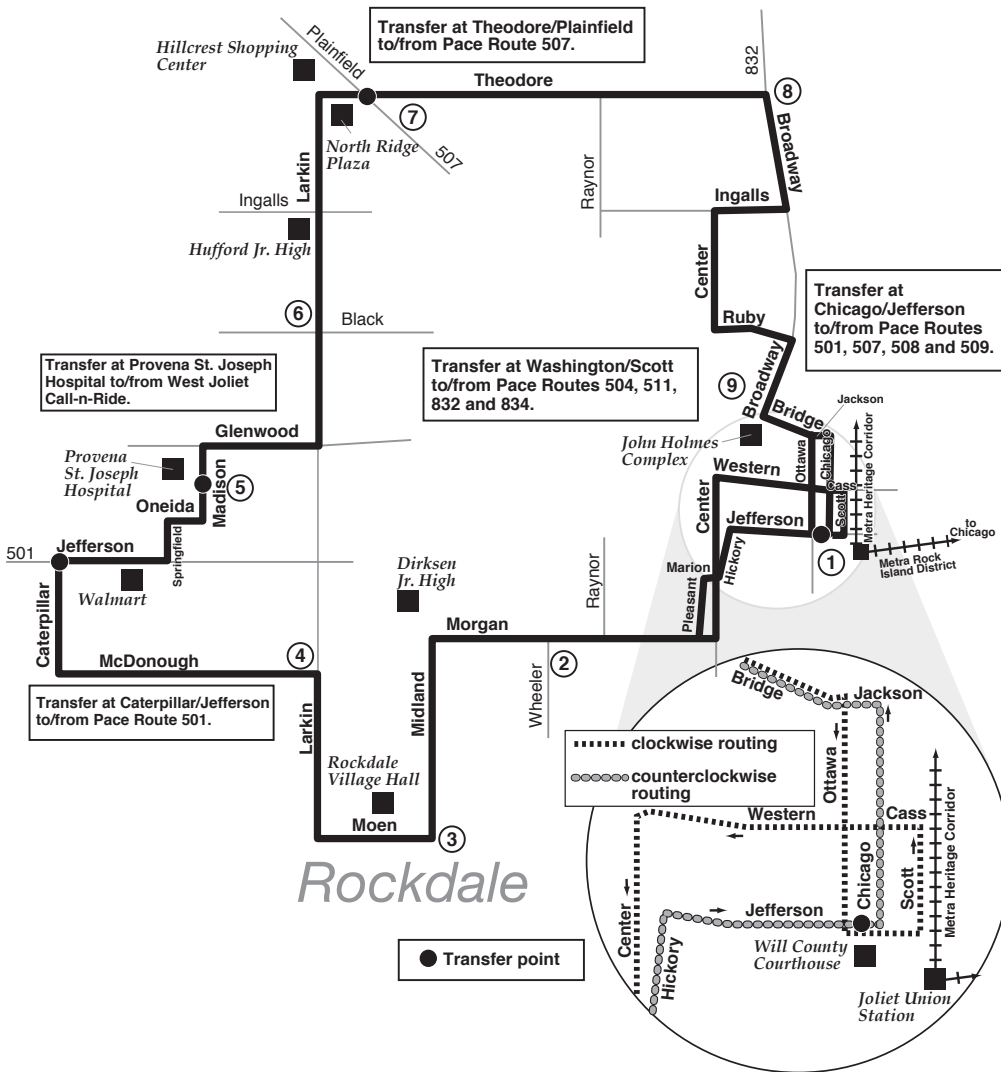 Transfer at Theodore/Plainfield
to/from Pace Route 507.
Hillcrest Shopping
Center
Plainfield
832
Theodore
8
7
North Ridge
Plaza
507
Larkin
Broadway
Raynor
Ingalls
Ingalls
Hufford Jr. High
Center
Transfer at
Chicago/Jefferson
to/from Pace Routes
501, 507, 508 and 509.
6
Black
Ruby
Transfer at Provena St. Joseph
Hospital to/from West Joliet
Call-n-Ride.
Transfer at Washington/Scott
to/from Pace Routes 504, 511,
832 and 834.
9
Broadway
Bridge
Jackson
Glenwood
John Holmes
Complex
Ottawa
Chicago
Metra Heritage Corridor
Provena
St. Joseph
Hospital
5
Madison
Western
Cass
Oneida
Center
Scott
Jefferson
to
Chicago
501
Jefferson
Springfield
Hickory
1
Metra Rock
Island District
Walmart
Dirksen
Jr. High
Marion
Raynor
Pleasant
Caterpillar
Morgan
McDonough
4
2
Wheeler
Midland
Transfer at Caterpillar/Jefferson
to/from Pace Route 501.
Larkin
Bridge
Jackson
clockwise routing
counterclockwise
routing
Ottawa
Rockdale
Village Hall
Western
Cass
Moen
3
Chicago
Scott
Metra Heritage Corridor
Rockdale
Center
Jefferson
Hickory
Will County
Courthouse
Transfer point
Joliet Union
Station